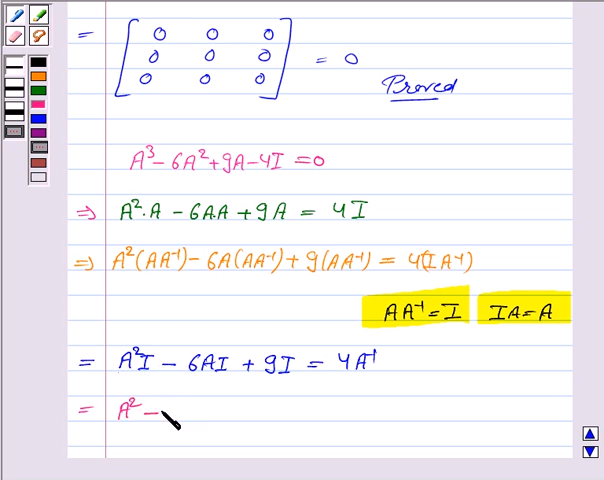 = [ 0 0 0
0 0 0
0 0 0 ] = 0
Proved
A³ - 6A² + 9A - 4I = 0
⇒ A²·A - 6A·A + 9A = 4I
⇒ A²(AA⁻¹) - 6A(AA⁻¹) + 9(AA⁻¹) = 4(IA⁻¹)
AA⁻¹ = I IA = A
= A²I - 6AI + 9I = 4A⁻¹
= A² -